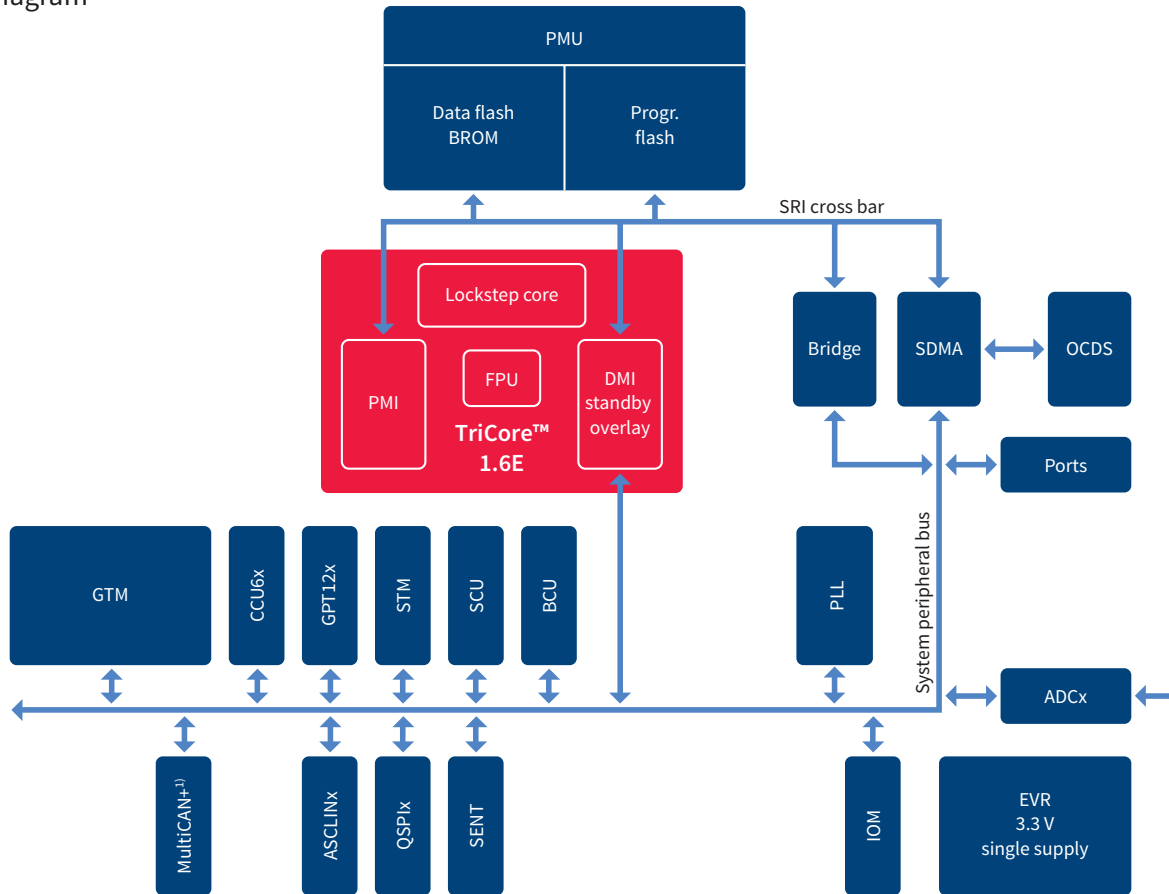 PMU
Data flash
BROM
Progr.
flash
SRI cross bar
Lockstep core
PMI
FPU
TriCore™
1.6E
DMI
standby
overlay
Bridge
SDMA
OCDS
Ports
System peripheral bus
GTM
CCU6x
GPT12x
STM
SCU
BCU
PLL
ADCx
MultiCAN+¹⁾
ASCLINx
QSPIx
SENT
IOM
EVR
3.3 V
single supply